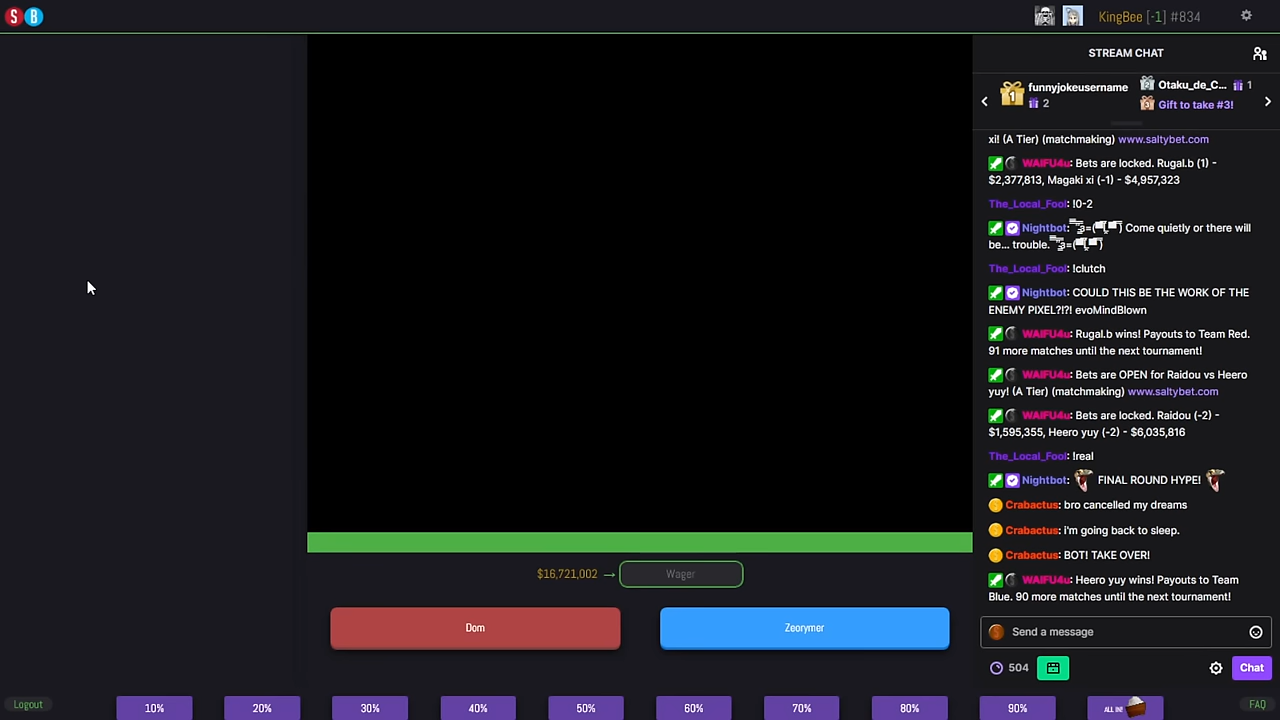 S B
KingBee [-1] #834
STREAM CHAT
1 funnyjokeusername
2
2 Otaku_de_C... 1
3 Gift to take #3!
xi! (A Tier) (matchmaking) www.saltybet.com
WAIFU4u: Bets are locked. Rugal.b (1) -
$2,377,813, Magaki xi (-1) - $4,957,323
The_Local_Fool: !0-2
Nightbot: Come quietly or there will
be... trouble.
The_Local_Fool: !clutch
Nightbot: COULD THIS BE THE WORK OF THE
ENEMY PIXEL?!?! evoMindBlown
WAIFU4u: Rugal.b wins! Payouts to Team Red.
91 more matches until the next tournament!
WAIFU4u: Bets are OPEN for Raidou vs Heero
yuy! (A Tier) (matchmaking) www.saltybet.com
WAIFU4u: Bets are locked. Raidou (-2) -
$1,595,355, Heero yuy (-2) - $6,035,816
The_Local_Fool: !real
Nightbot: FINAL ROUND HYPE!
Crabactus: bro cancelled my dreams
Crabactus: i'm going back to sleep.
Crabactus: BOT! TAKE OVER!
WAIFU4u: Heero yuy wins! Payouts to Team
Blue. 90 more matches until the next tournament!
Send a message
504
Chat
$16,721,002 → Wager
Dom
Zeorymer
Logout
10%
20%
30%
40%
50%
60%
70%
80%
90%
ALL IN!
FAQ